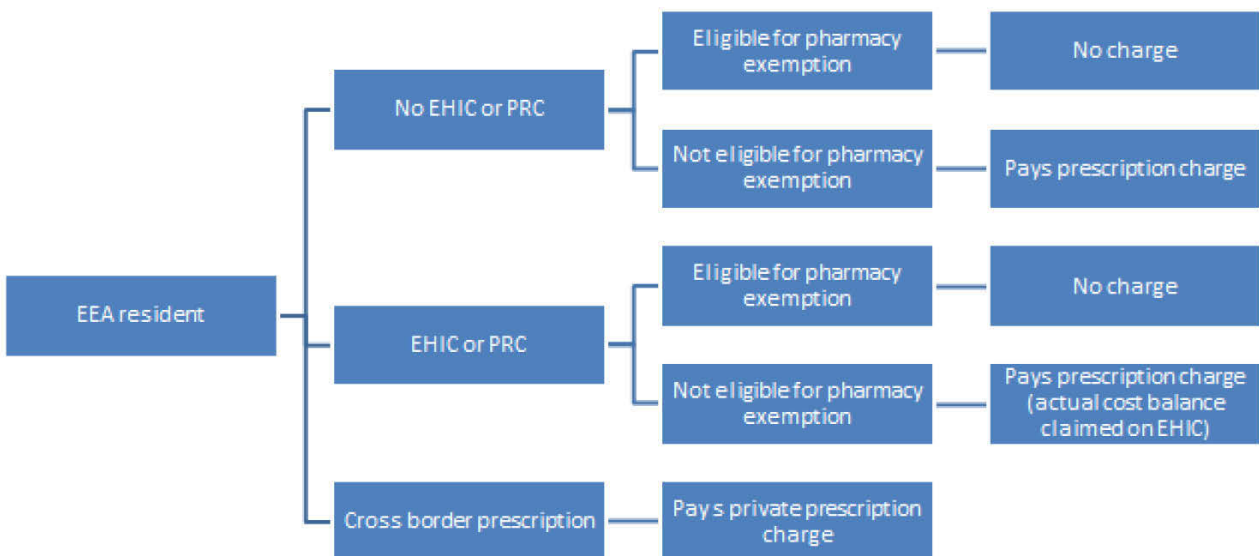 EEA resident
No EHIC or PRC
Eligible for pharmacy
exemption
No charge
Not eligible for pharmacy
exemption
Pays prescription charge
EHIC or PRC
Eligible for pharmacy
exemption
No charge
Not eligible for pharmacy
exemption
Pays prescription charge
(actual cost balance
claimed on EHIC)
Cross border prescription
Pays private prescription
charge